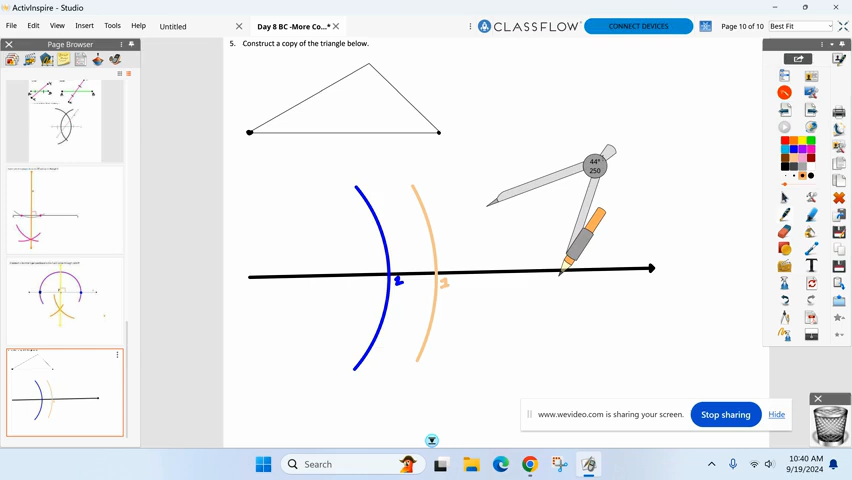 ActivInspire - Studio
File Edit View Insert Tools Help
Untitled
Day 8 BC -More Co...*
CLASSFLOW
CONNECT DEVICES
Page 10 of 10
Best Fit
Page Browser
5. Construct a copy of the triangle below.
44°
250
2
1
www.wevideo.com is sharing your screen.
Stop sharing
Hide
Search
10:40 AM
9/19/2024